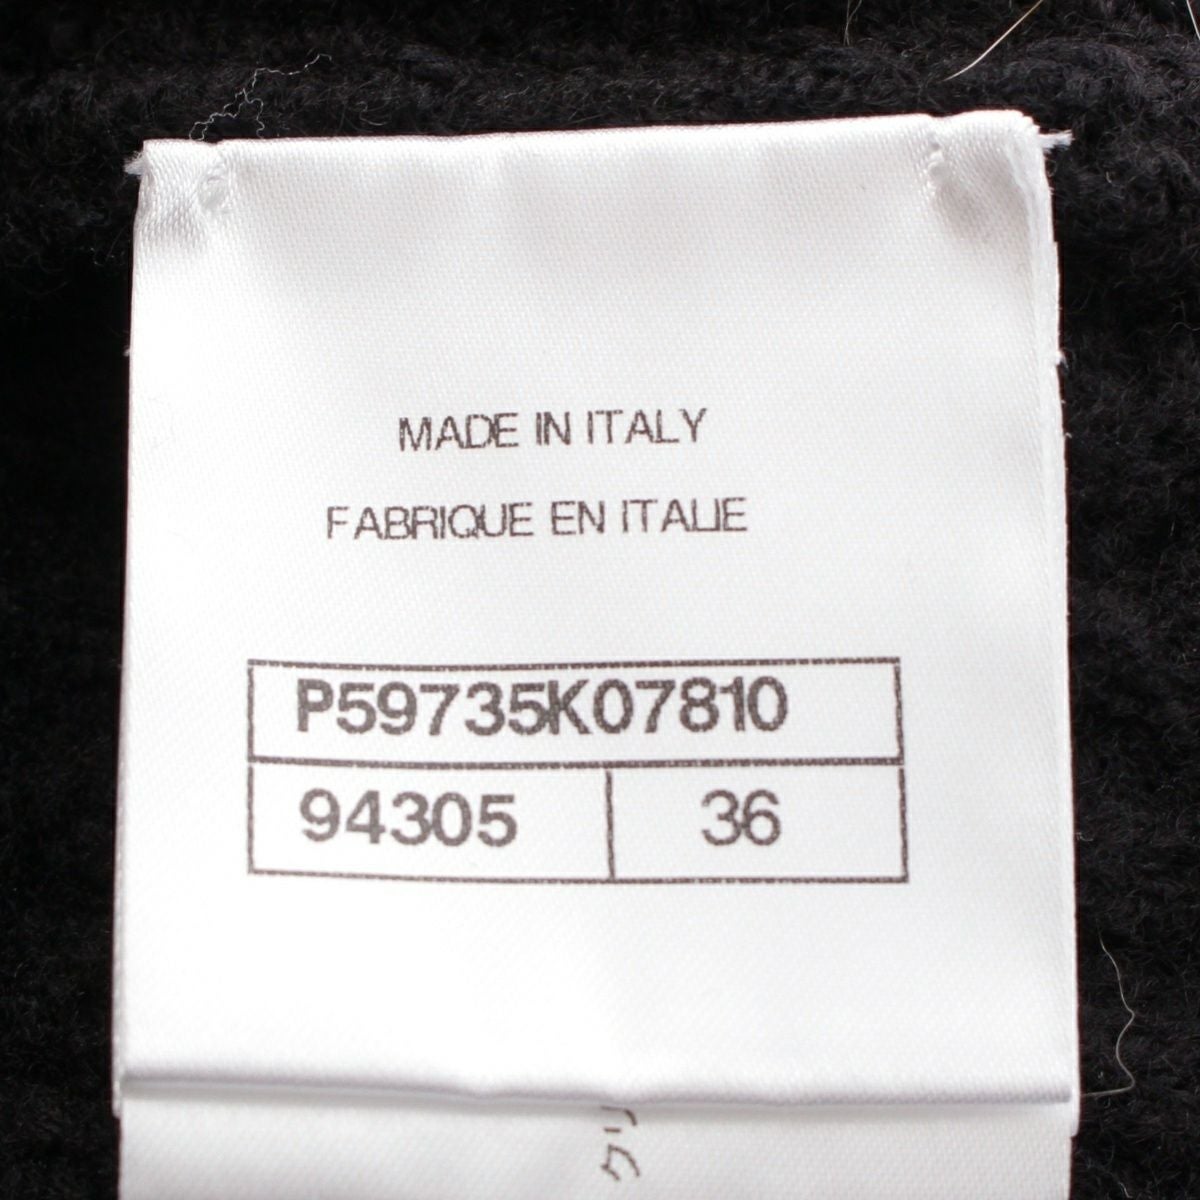 MADE IN ITALY
FABRIQUE EN ITALIE
P59735K07810
94305 36